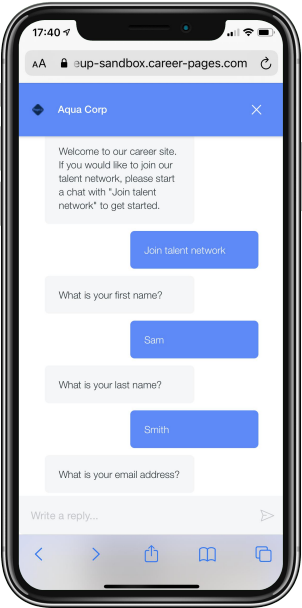 17:40
AA eup-sandbox.career-pages.com
Aqua Corp
Welcome to our career site.
If you would like to join our
talent network, please start
a chat with "Join talent
network" to get started.
Join talent network
What is your first name?
Sam
What is your last name?
Smith
What is your email address?
Write a reply...